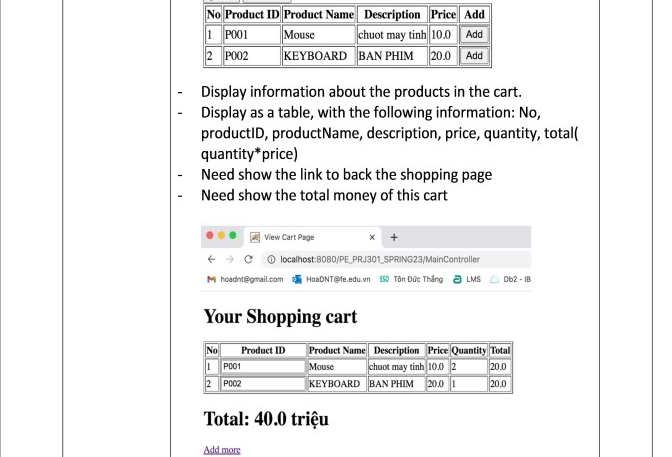 No Product ID Product Name Description Price Add
1 P001 Mouse chuot may tinh 10.0 Add
2 P002 KEYBOARD BAN PHIM 20.0 Add
- Display information about the products in the cart.
- Display as a table, with the following information: No,
productID, productName, description, price, quantity, total(
quantity*price)
- Need show the link to back the shopping page
- Need show the total money of this cart
View Cart Page × +
localhost:8080/PE_PRJ301_SPRING23/MainController
hoadnt@gmail.com HoaDNT@fe.edu.vn Tôn Đức Thắng LMS Db2 - IB
Your Shopping cart
No Product ID Product Name Description Price Quantity Total
1 P001 Mouse chuot may tinh 10.0 2 20.0
2 P002 KEYBOARD BAN PHIM 20.0 1 20.0
Total: 40.0 triệu
Add more